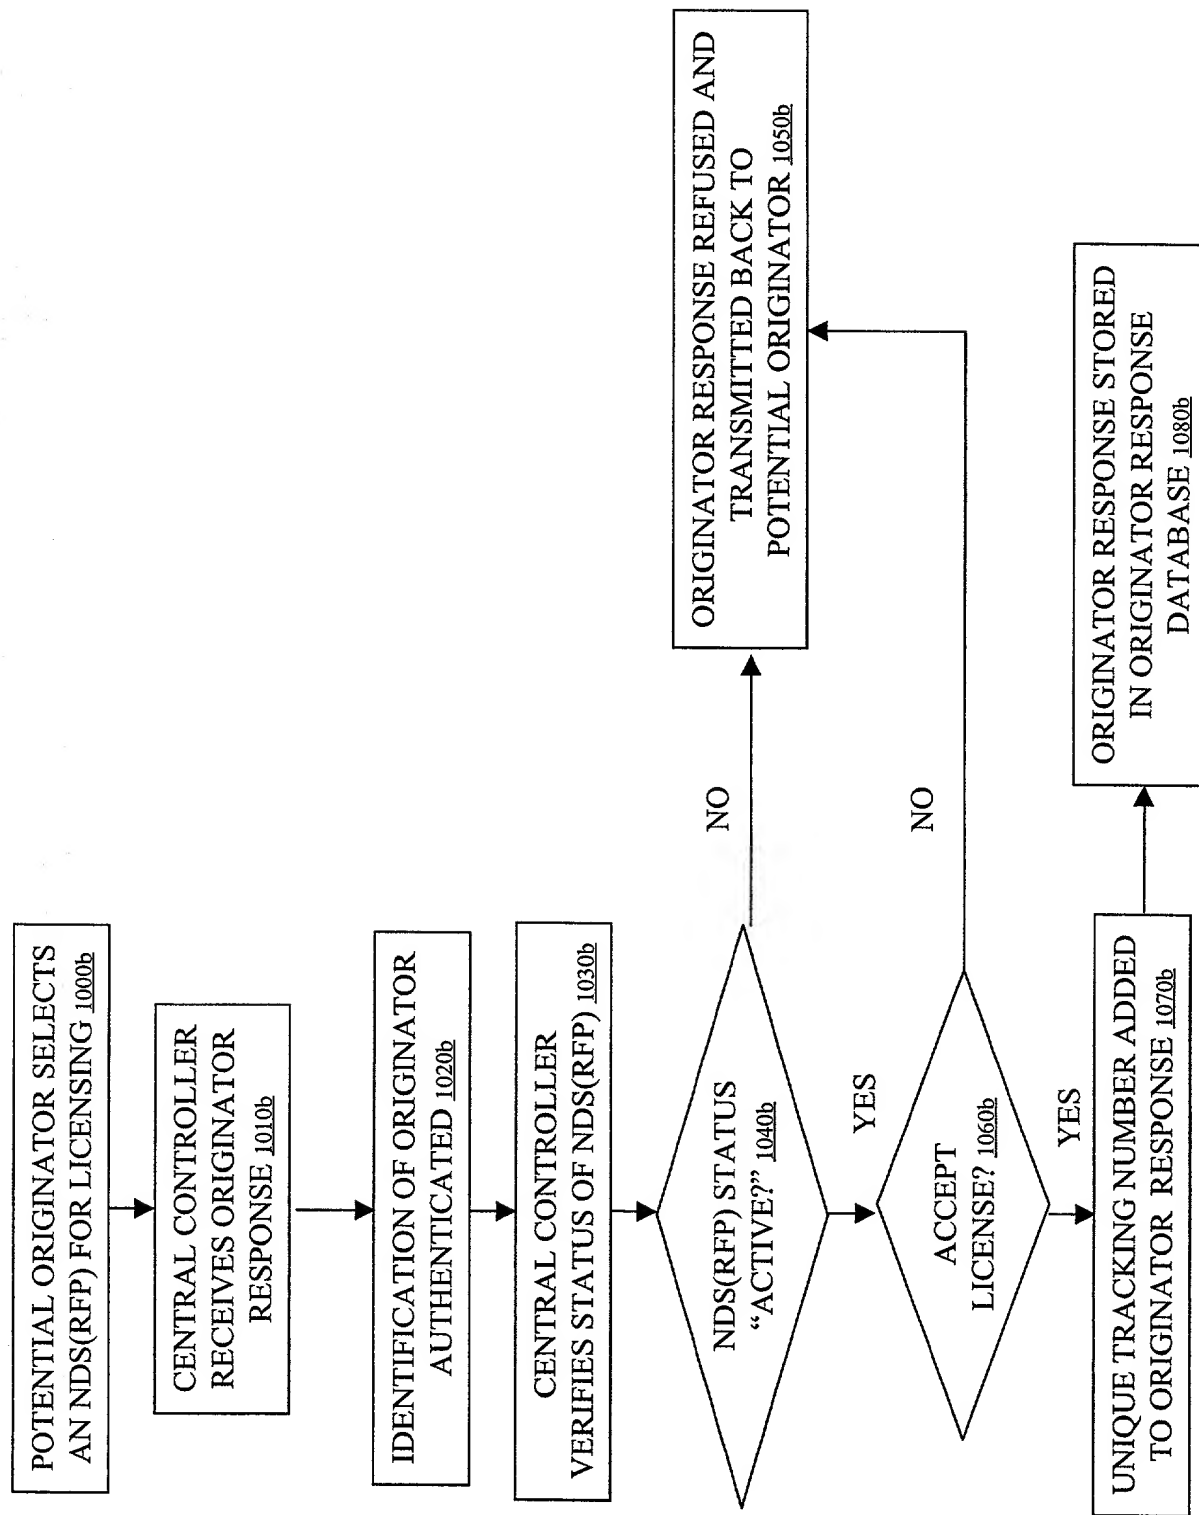 POTENTIAL ORIGINATOR SELECTS
AN NDS(RFP) FOR LICENSING 1000b
CENTRAL CONTROLLER
RECEIVES ORIGINATOR
RESPONSE 1010b
IDENTIFICATION OF ORIGINATOR
AUTHENTICATED 1020b
CENTRAL CONTROLLER
VERIFIES STATUS OF NDS(RFP) 1030b
NDS(RFP) STATUS
“ACTIVE?” 1040b
NO
ORIGINATOR RESPONSE REFUSED AND
TRANSMITTED BACK TO
POTENTIAL ORIGINATOR 1050b
YES
ACCEPT
LICENSE? 1060b
NO
YES
UNIQUE TRACKING NUMBER ADDED
TO ORIGINATOR RESPONSE 1070b
ORIGINATOR RESPONSE STORED
IN ORIGINATOR RESPONSE
DATABASE 1080b